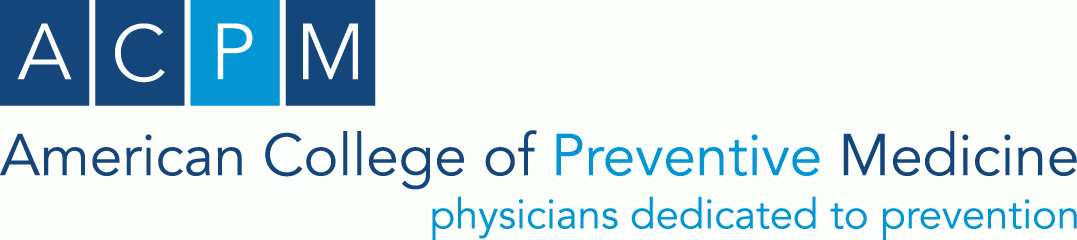 ACPM
American College of Preventive Medicine
physicians dedicated to prevention